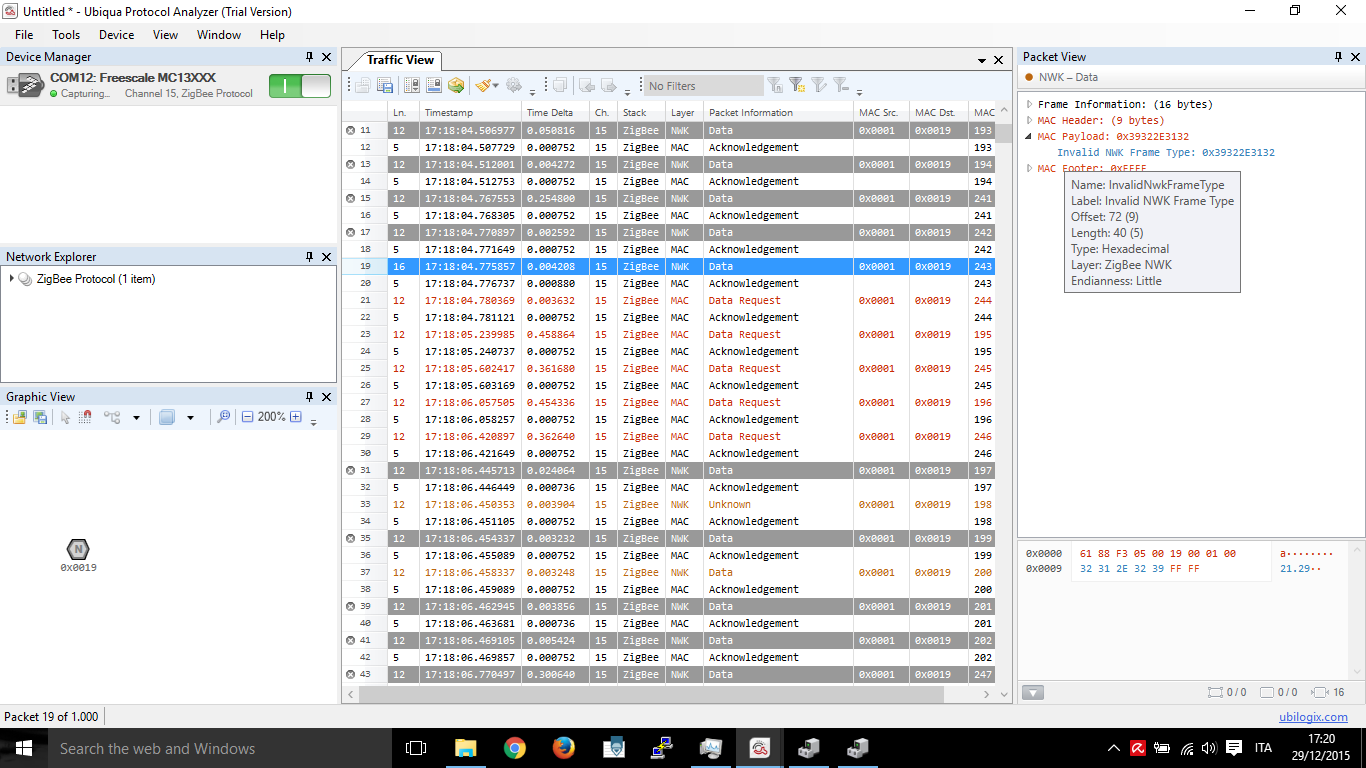 Untitled * - Ubiqua Protocol Analyzer (Trial Version)
File Tools Device View Window Help
Device Manager
COM12: Freescale MC13XXX
Capturing... Channel 15, ZigBee Protocol
Network Explorer
ZigBee Protocol (1 item)
Graphic View
200%
N
0x0019
Traffic View
No Filters
Ln. Timestamp Time Delta Ch. Stack Layer Packet Information MAC Src. MAC Dst. MAC
11 12 17:18:04.506977 0.050816 15 ZigBee NWK Data 0x0001 0x0019 193
12 5 17:18:04.507729 0.000752 15 ZigBee MAC Acknowledgement 193
13 12 17:18:04.512001 0.004272 15 ZigBee NWK Data 0x0001 0x0019 194
14 5 17:18:04.512753 0.000752 15 ZigBee MAC Acknowledgement 194
15 12 17:18:04.767553 0.254800 15 ZigBee NWK Data 0x0001 0x0019 241
16 5 17:18:04.768305 0.000752 15 ZigBee MAC Acknowledgement 241
17 12 17:18:04.770897 0.002592 15 ZigBee NWK Data 0x0001 0x0019 242
18 5 17:18:04.771649 0.000752 15 ZigBee MAC Acknowledgement 242
19 16 17:18:04.775857 0.004208 15 ZigBee NWK Data 0x0001 0x0019 243
20 5 17:18:04.776737 0.000880 15 ZigBee MAC Acknowledgement 243
21 12 17:18:04.780369 0.003632 15 ZigBee MAC Data Request 0x0001 0x0019 244
22 5 17:18:04.781121 0.000752 15 ZigBee MAC Acknowledgement 244
23 12 17:18:05.239985 0.458864 15 ZigBee MAC Data Request 0x0001 0x0019 195
24 5 17:18:05.240737 0.000752 15 ZigBee MAC Acknowledgement 195
25 12 17:18:05.602417 0.361680 15 ZigBee MAC Data Request 0x0001 0x0019 245
26 5 17:18:05.603169 0.000752 15 ZigBee MAC Acknowledgement 245
27 12 17:18:06.057505 0.454336 15 ZigBee MAC Data Request 0x0001 0x0019 196
28 5 17:18:06.058257 0.000752 15 ZigBee MAC Acknowledgement 196
29 12 17:18:06.420897 0.362640 15 ZigBee MAC Data Request 0x0001 0x0019 246
30 5 17:18:06.421649 0.000752 15 ZigBee MAC Acknowledgement 246
31 12 17:18:06.445713 0.024064 15 ZigBee NWK Data 0x0001 0x0019 197
32 5 17:18:06.446449 0.000736 15 ZigBee MAC Acknowledgement 197
33 12 17:18:06.450353 0.003904 15 ZigBee NWK Unknown 0x0001 0x0019 198
34 5 17:18:06.451105 0.000752 15 ZigBee MAC Acknowledgement 198
35 12 17:18:06.454337 0.003232 15 ZigBee NWK Data 0x0001 0x0019 199
36 5 17:18:06.455089 0.000752 15 ZigBee MAC Acknowledgement 199
37 12 17:18:06.458337 0.003248 15 ZigBee NWK Data 0x0001 0x0019 200
38 5 17:18:06.459089 0.000752 15 ZigBee MAC Acknowledgement 200
39 12 17:18:06.462945 0.003856 15 ZigBee NWK Data 0x0001 0x0019 201
40 5 17:18:06.463681 0.000736 15 ZigBee MAC Acknowledgement 201
41 12 17:18:06.469105 0.005424 15 ZigBee NWK Data 0x0001 0x0019 202
42 5 17:18:06.469857 0.000752 15 ZigBee MAC Acknowledgement 202
43 12 17:18:06.770497 0.300640 15 ZigBee NWK Data 0x0001 0x0019 247
Packet View
NWK – Data
Frame Information: (16 bytes)
MAC Header: (9 bytes)
MAC Payload: 0x39322E3132
Invalid NWK Frame Type: 0x39322E3132
MAC Footer: 0xFFFF
Name: InvalidNwkFrameType
Label: Invalid NWK Frame Type
Offset: 72 (9)
Length: 40 (5)
Type: Hexadecimal
Layer: ZigBee NWK
Endianness: Little
0x0000 61 88 F3 05 00 19 00 01 00 a········
0x0009 32 31 2E 32 39 FF FF 21.29··
0 / 0 0 / 0 16
Packet 19 of 1.000
ubilogix.com
Search the web and Windows
ITA
17:20
29/12/2015